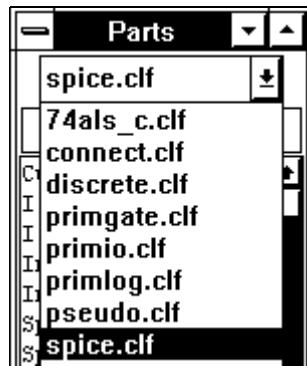 Parts
spice.clf
74als_c.clf
connect.clf
discrete.clf
primgate.clf
primio.clf
primlog.clf
pseudo.clf
spice.clf